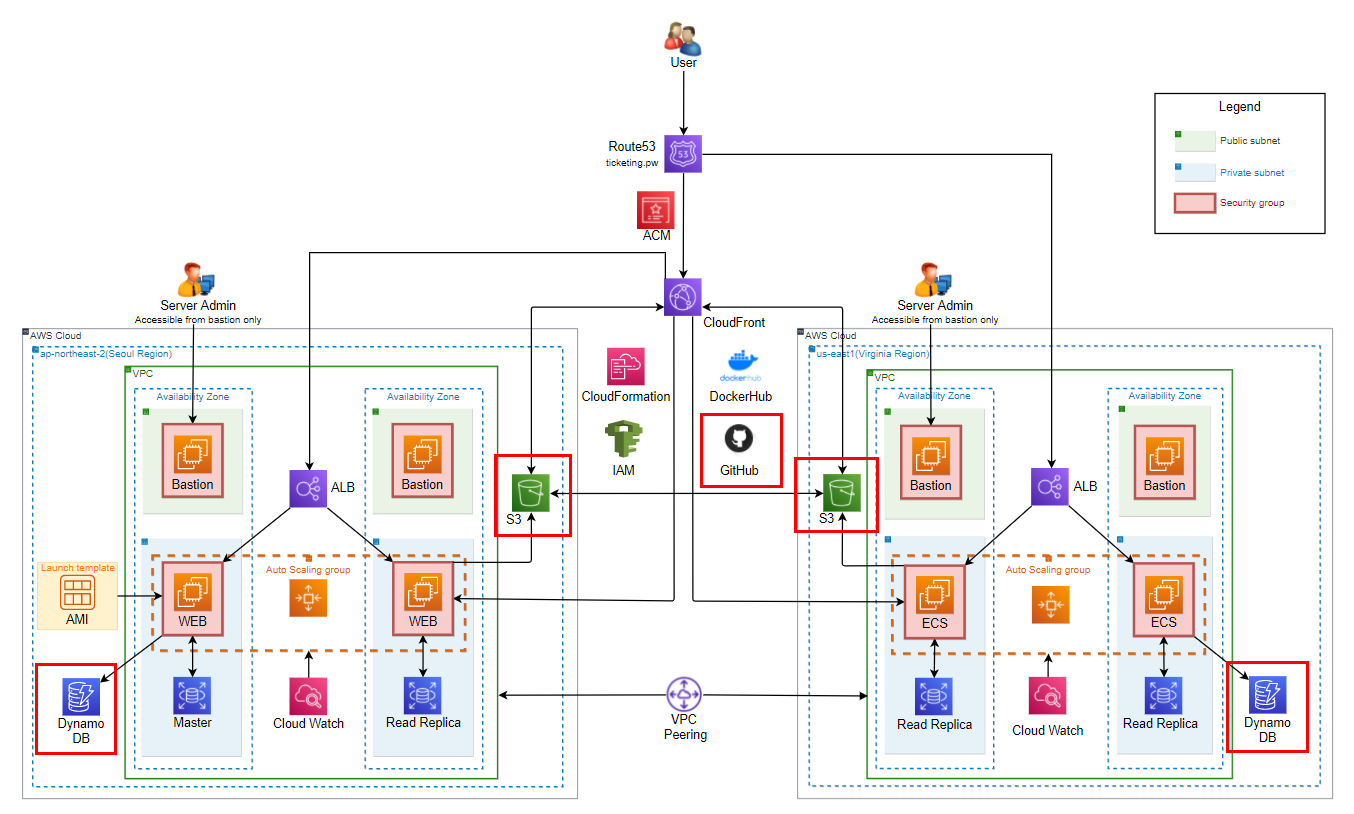 User
Route53
ticketing.pw
53
ACM
Legend
Public subnet
Private subnet
Security group
Server Admin
Accessible from bastion only
Server Admin
Accessible from bastion only
CloudFront
AWS Cloud
ap-northeast-2(Seoul Region)
VPC
Availability Zone
Availability Zone
Bastion
Bastion
ALB
S3
Launch template
AMI
Auto Scaling group
WEB
WEB
Dynamo
DB
Master
Cloud Watch
Read Replica
CloudFormation
dockerhub
DockerHub
IAM
GitHub
VPC
Peering
AWS Cloud
us-east1(Virginia Region)
VPC
Availability Zone
Availability Zone
Bastion
Bastion
ALB
S3
Auto Scaling group
ECS
ECS
Read Replica
Cloud Watch
Read Replica
Dynamo
DB